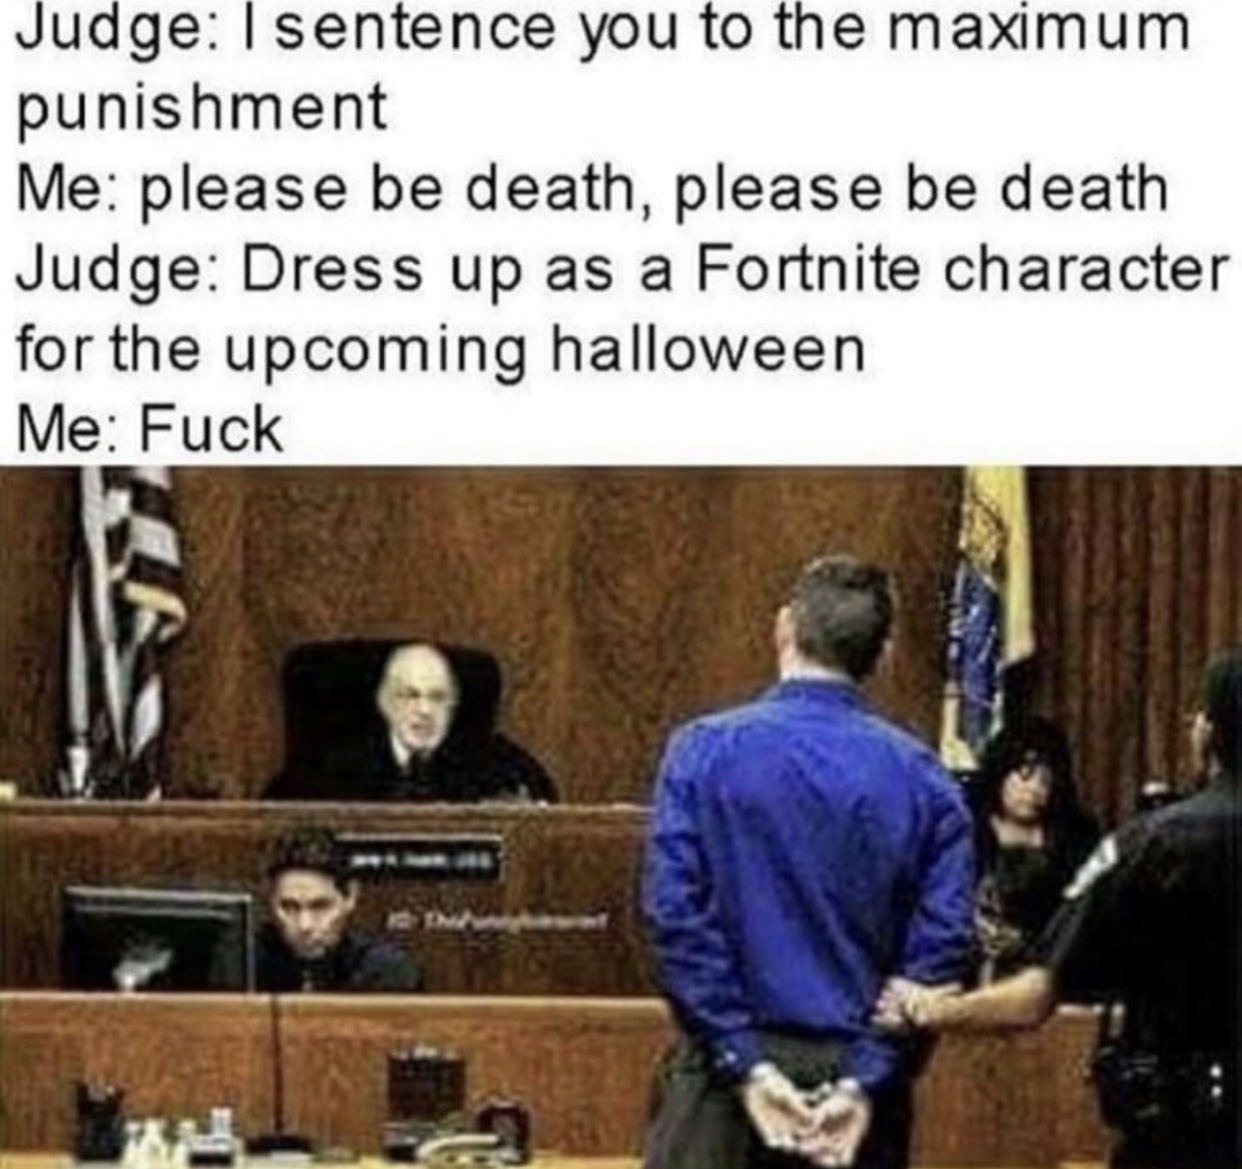 Judge: I sentence you to the maximum
punishment
Me: please be death, please be death
Judge: Dress up as a Fortnite character
for the upcoming halloween
Me: Fuck